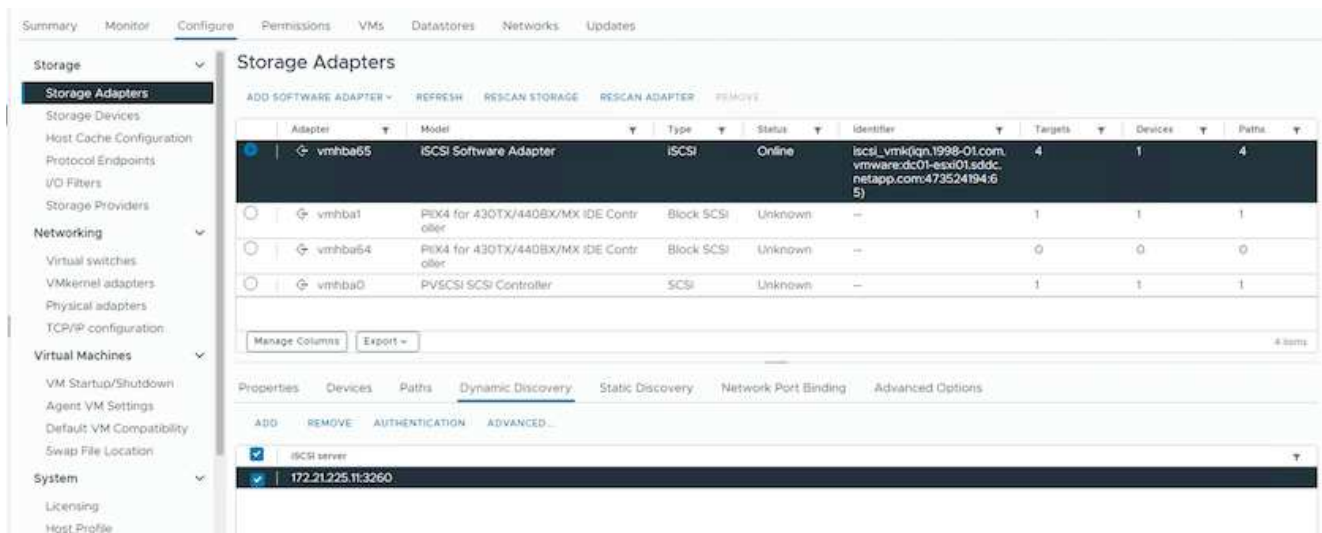 Summary Monitor Configure Permissions VMs Datastores Networks Updates
Storage
Storage Adapters
Storage Devices
Host Cache Configuration
Protocol Endpoints
I/O Filters
Storage Providers
Networking
Virtual switches
VMkernel adapters
Physical adapters
TCP/IP configuration
Virtual Machines
VM Startup/Shutdown
Agent VM Settings
Default VM Compatibility
Swap File Location
System
Licensing
Host Profile
Storage Adapters
ADD SOFTWARE ADAPTER REFRESH RESCAN STORAGE RESCAN ADAPTER REMOVE
Adapter Model Type Status Identifier Targets Devices Paths
vmhba65 iSCSI Software Adapter iSCSI Online iscsi_vmk(iqn.1998-01.com. 4 1 4
vmware:dc01-esxi01.sddc.
netapp.com:473524194:6
5)
vmhba1 PIIX4 for 430TX/440BX/MX IDE Contr Block SCSI Unknown -- 1 1 1
oller
vmhba64 PIIX4 for 430TX/440BX/MX IDE Contr Block SCSI Unknown -- 0 0 0
oller
vmhba0 PVSCSI SCSI Controller SCSI Unknown -- 1 1 1
Manage Columns Export 4 items
Properties Devices Paths Dynamic Discovery Static Discovery Network Port Binding Advanced Options
ADD REMOVE AUTHENTICATION ADVANCED...
iSCSI server
172.21.225.11:3260